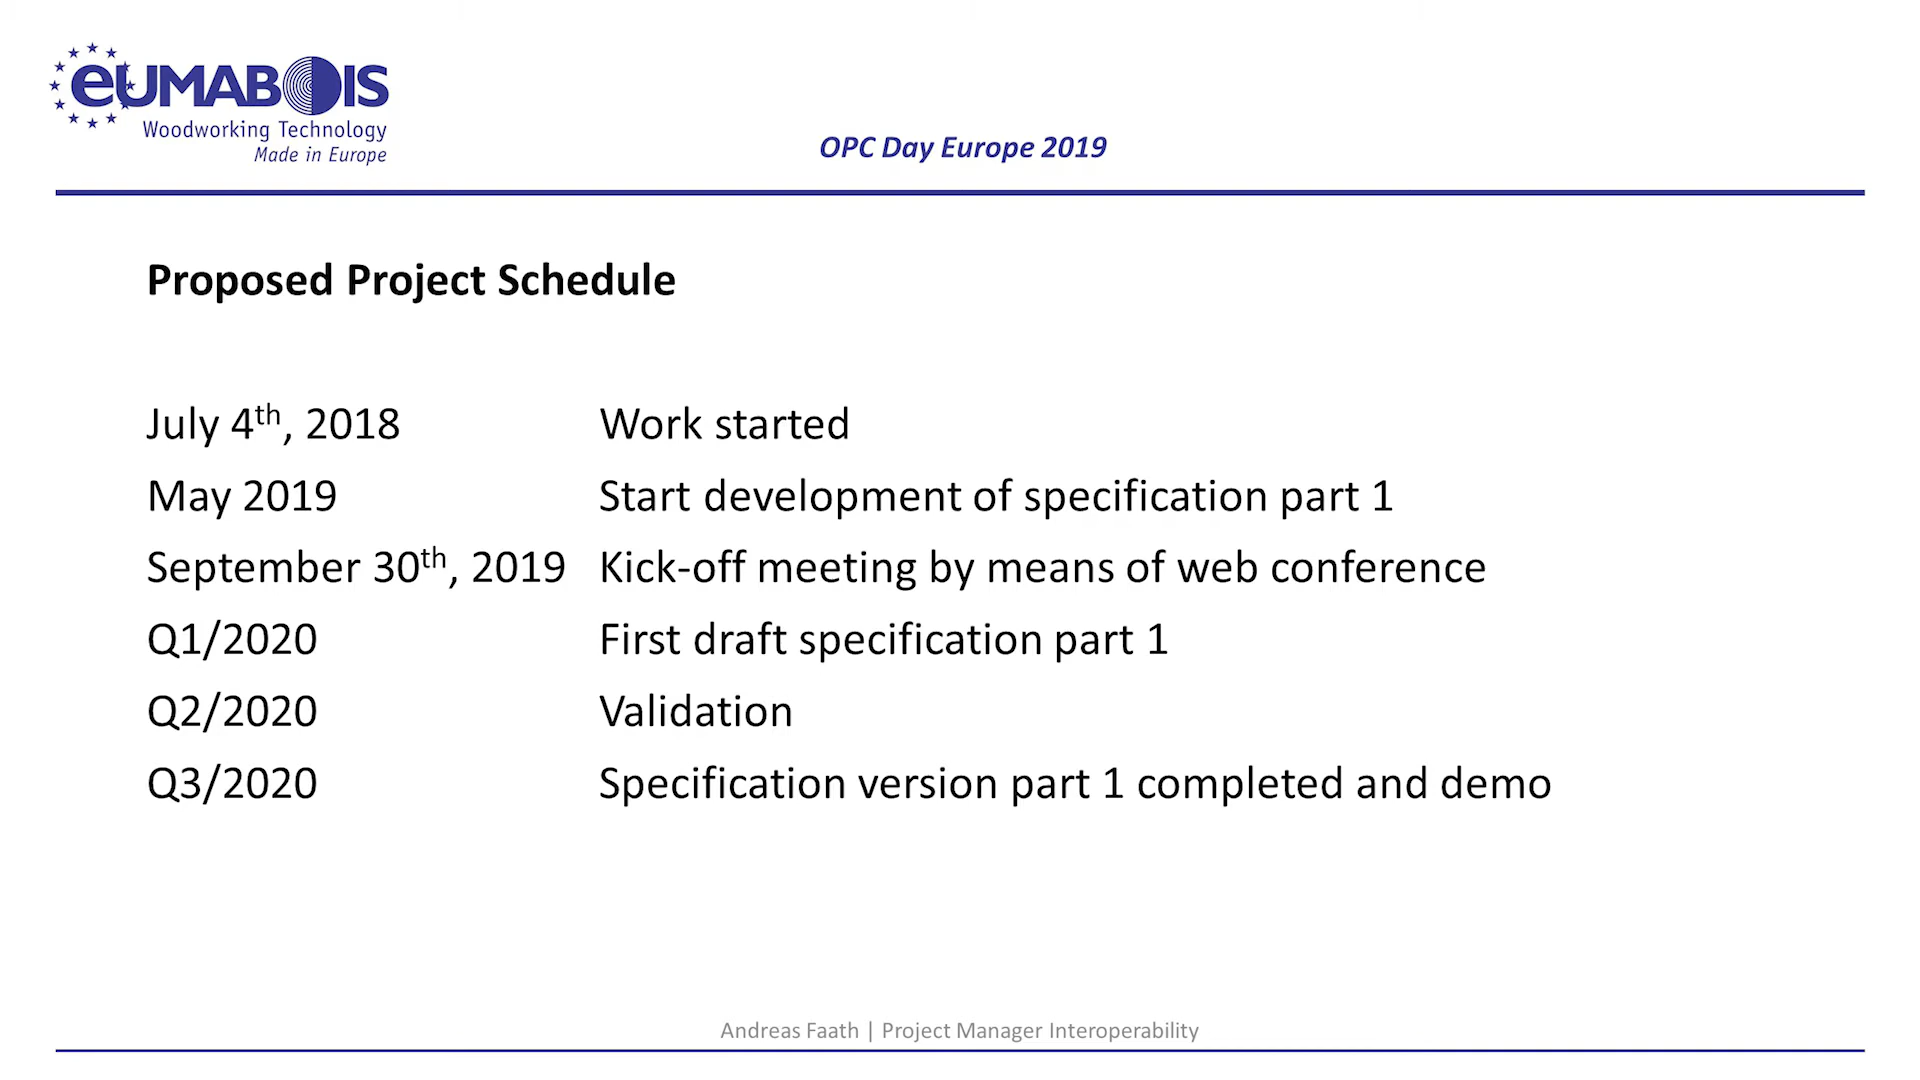 eUMABOIS
Woodworking Technology
Made in Europe
OPC Day Europe 2019
Proposed Project Schedule
July 4th, 2018 Work started
May 2019 Start development of specification part 1
September 30th, 2019 Kick-off meeting by means of web conference
Q1/2020 First draft specification part 1
Q2/2020 Validation
Q3/2020 Specification version part 1 completed and demo
Andreas Faath | Project Manager Interoperability